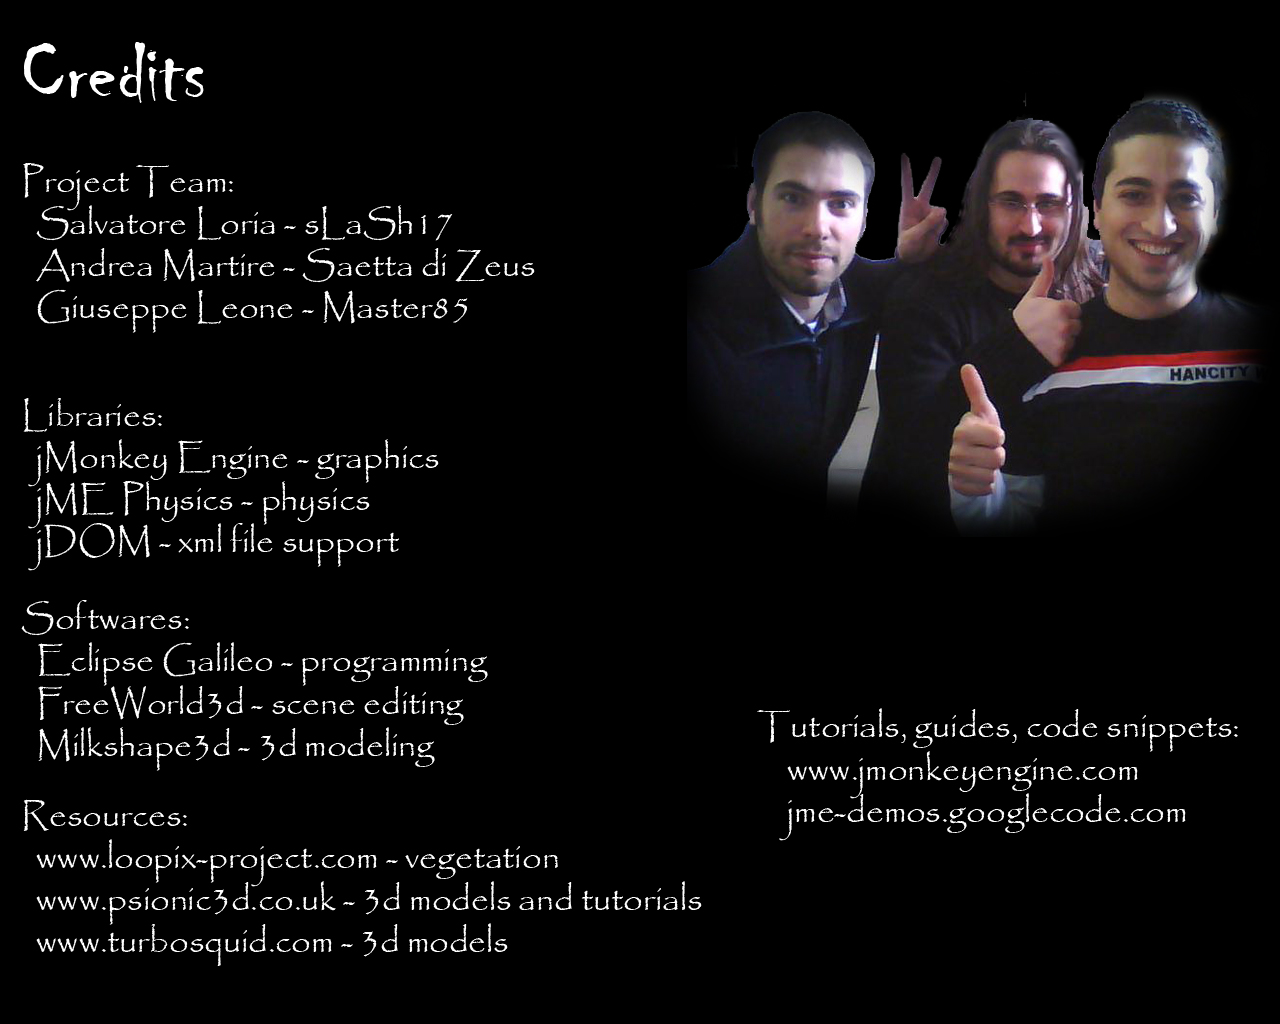 Credits
Project Team:
Salvatore Loria - sLaSh17
Andrea Martire - Saetta di Zeus
Giuseppe Leone - Master85
HANCITY
Libraries:
jMonkey Engine - graphics
jME Physics - physics
jDOM - xml file support
Softwares:
Eclipse Galileo - programming
FreeWorld3d - scene editing
Milkshape3d - 3d modeling
Resources:
www.loopix-project.com - vegetation
www.psionic3d.co.uk - 3d models and tutorials
www.turbosquid.com - 3d models
Tutorials, guides, code snippets:
www.jmonkeyengine.com
jme-demos.googlecode.com